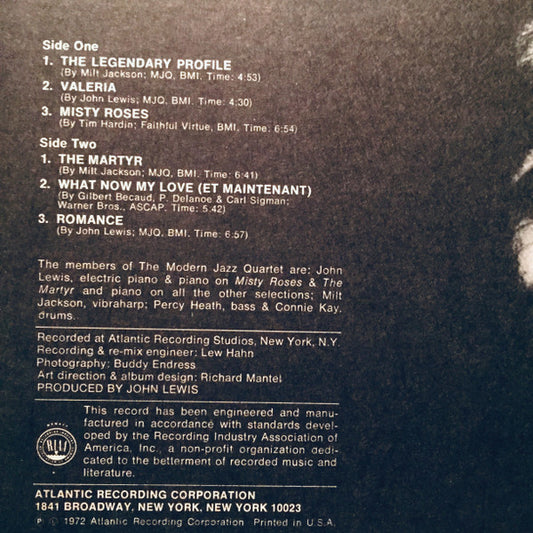 Side One
1. THE LEGENDARY PROFILE
(By Milt Jackson; MJQ, BMI. Time: 4:53)
2. VALERIA
(By John Lewis; MJQ, BMI. Time: 4:30)
3. MISTY ROSES
(By Tim Hardin; Faithful Virtue, BMI. Time: 6:54)
Side Two
1. THE MARTYR
(By Milt Jackson; MJQ, BMI. Time: 6:41)
2. WHAT NOW MY LOVE (ET MAINTENANT)
(By Gilbert Becaud, P. Delanoe & Carl Sigman;
Warner Bros., ASCAP. Time: 5:42)
3. ROMANCE
(By John Lewis; MJQ, BMI. Time: 6:57)
The members of The Modern Jazz Quartet are: John
Lewis, electric piano & piano on Misty Roses & The
Martyr and piano on all the other selections; Milt
Jackson, vibraharp; Percy Heath, bass & Connie Kay,
drums.
Recorded at Atlantic Recording Studios, New York, N.Y.
Recording & re-mix engineer: Lew Hahn
Photography: Buddy Endress
Art direction & album design: Richard Mantel
PRODUCED BY JOHN LEWIS
This record has been engineered and manu-
factured in accordance with standards devel-
oped by the Recording Industry Association of
America, Inc., a non-profit organization dedi-
cated to the betterment of recorded music and
literature.
RIAA
ATLANTIC RECORDING CORPORATION
1841 BROADWAY, NEW YORK, NEW YORK 10023
℗ © 1972 Atlantic Recording Corporation Printed in U.S.A.